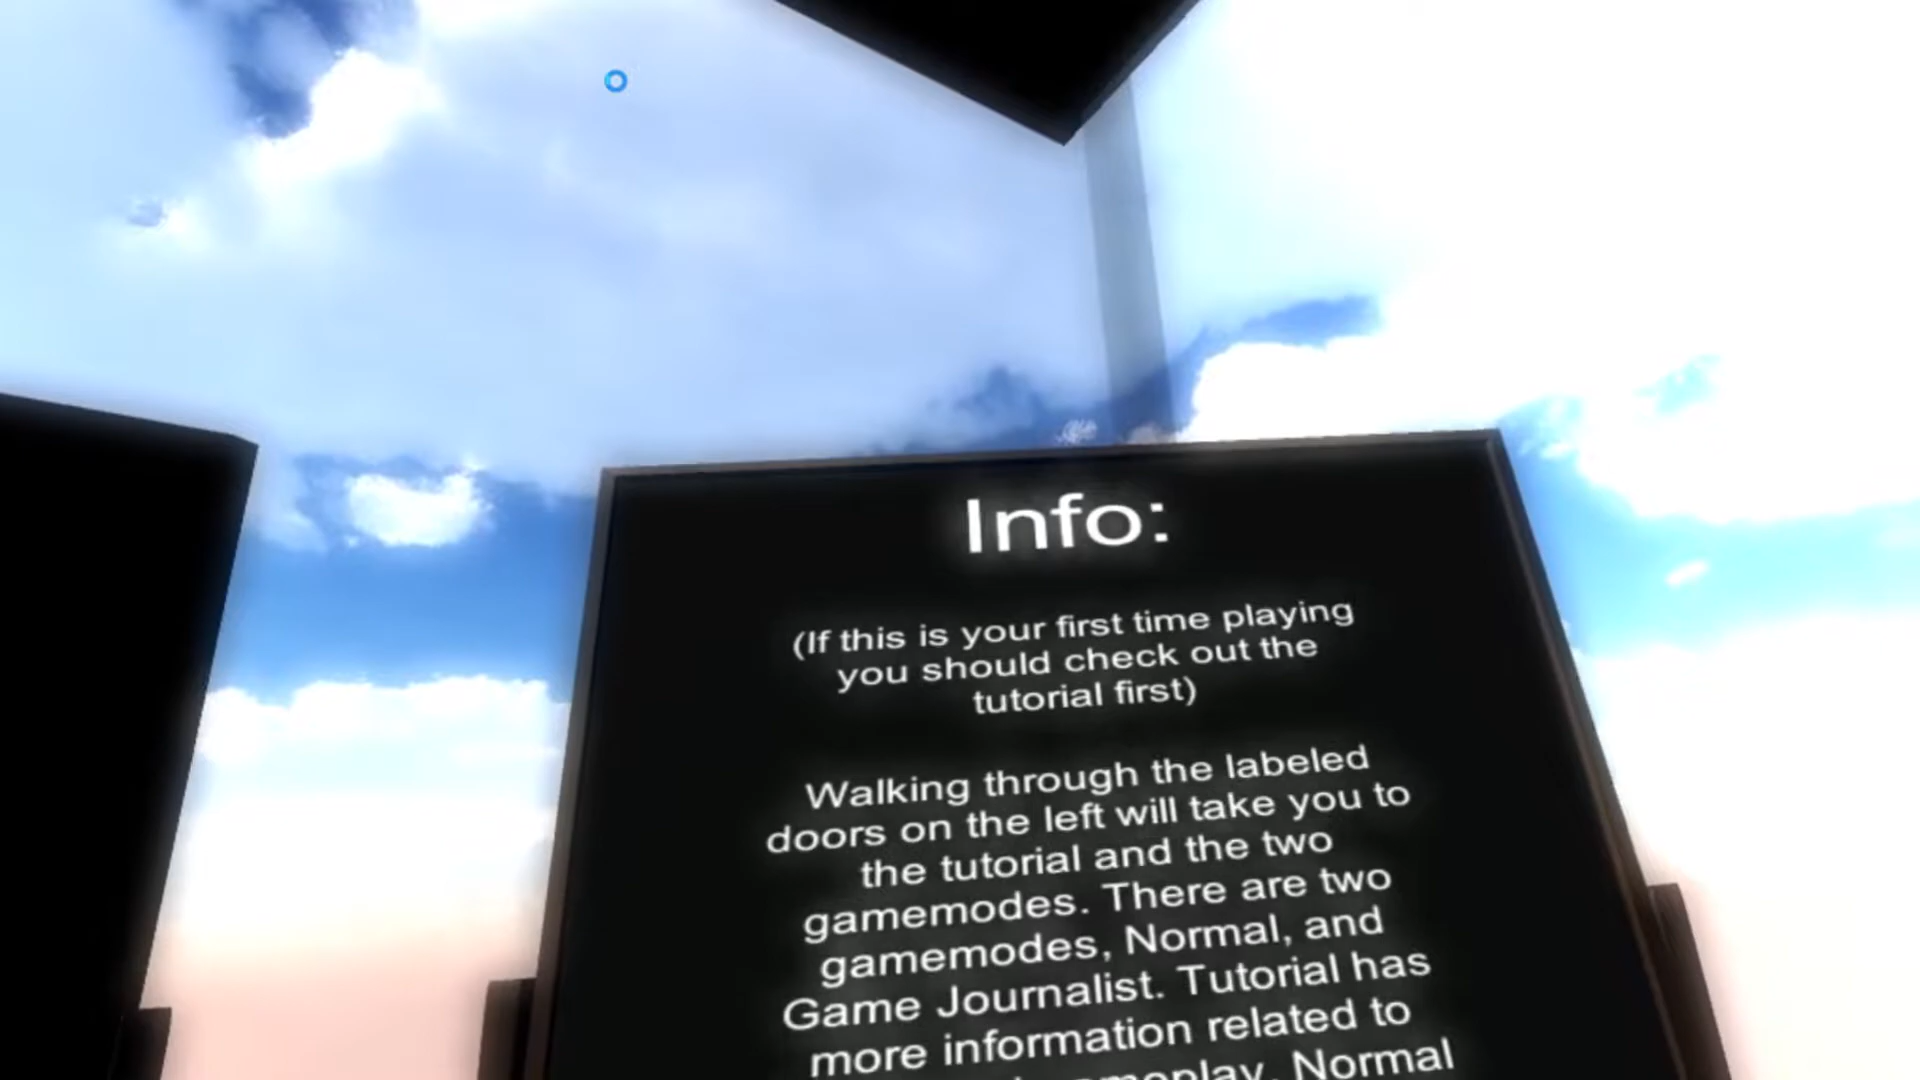 Info:
(If this is your first time playing
you should check out the
tutorial first)
Walking through the labeled
doors on the left will take you to
the tutorial and the two
gamemodes. There are two
gamemodes, Normal, and
Game Journalist. Tutorial has
more information related to
Normal